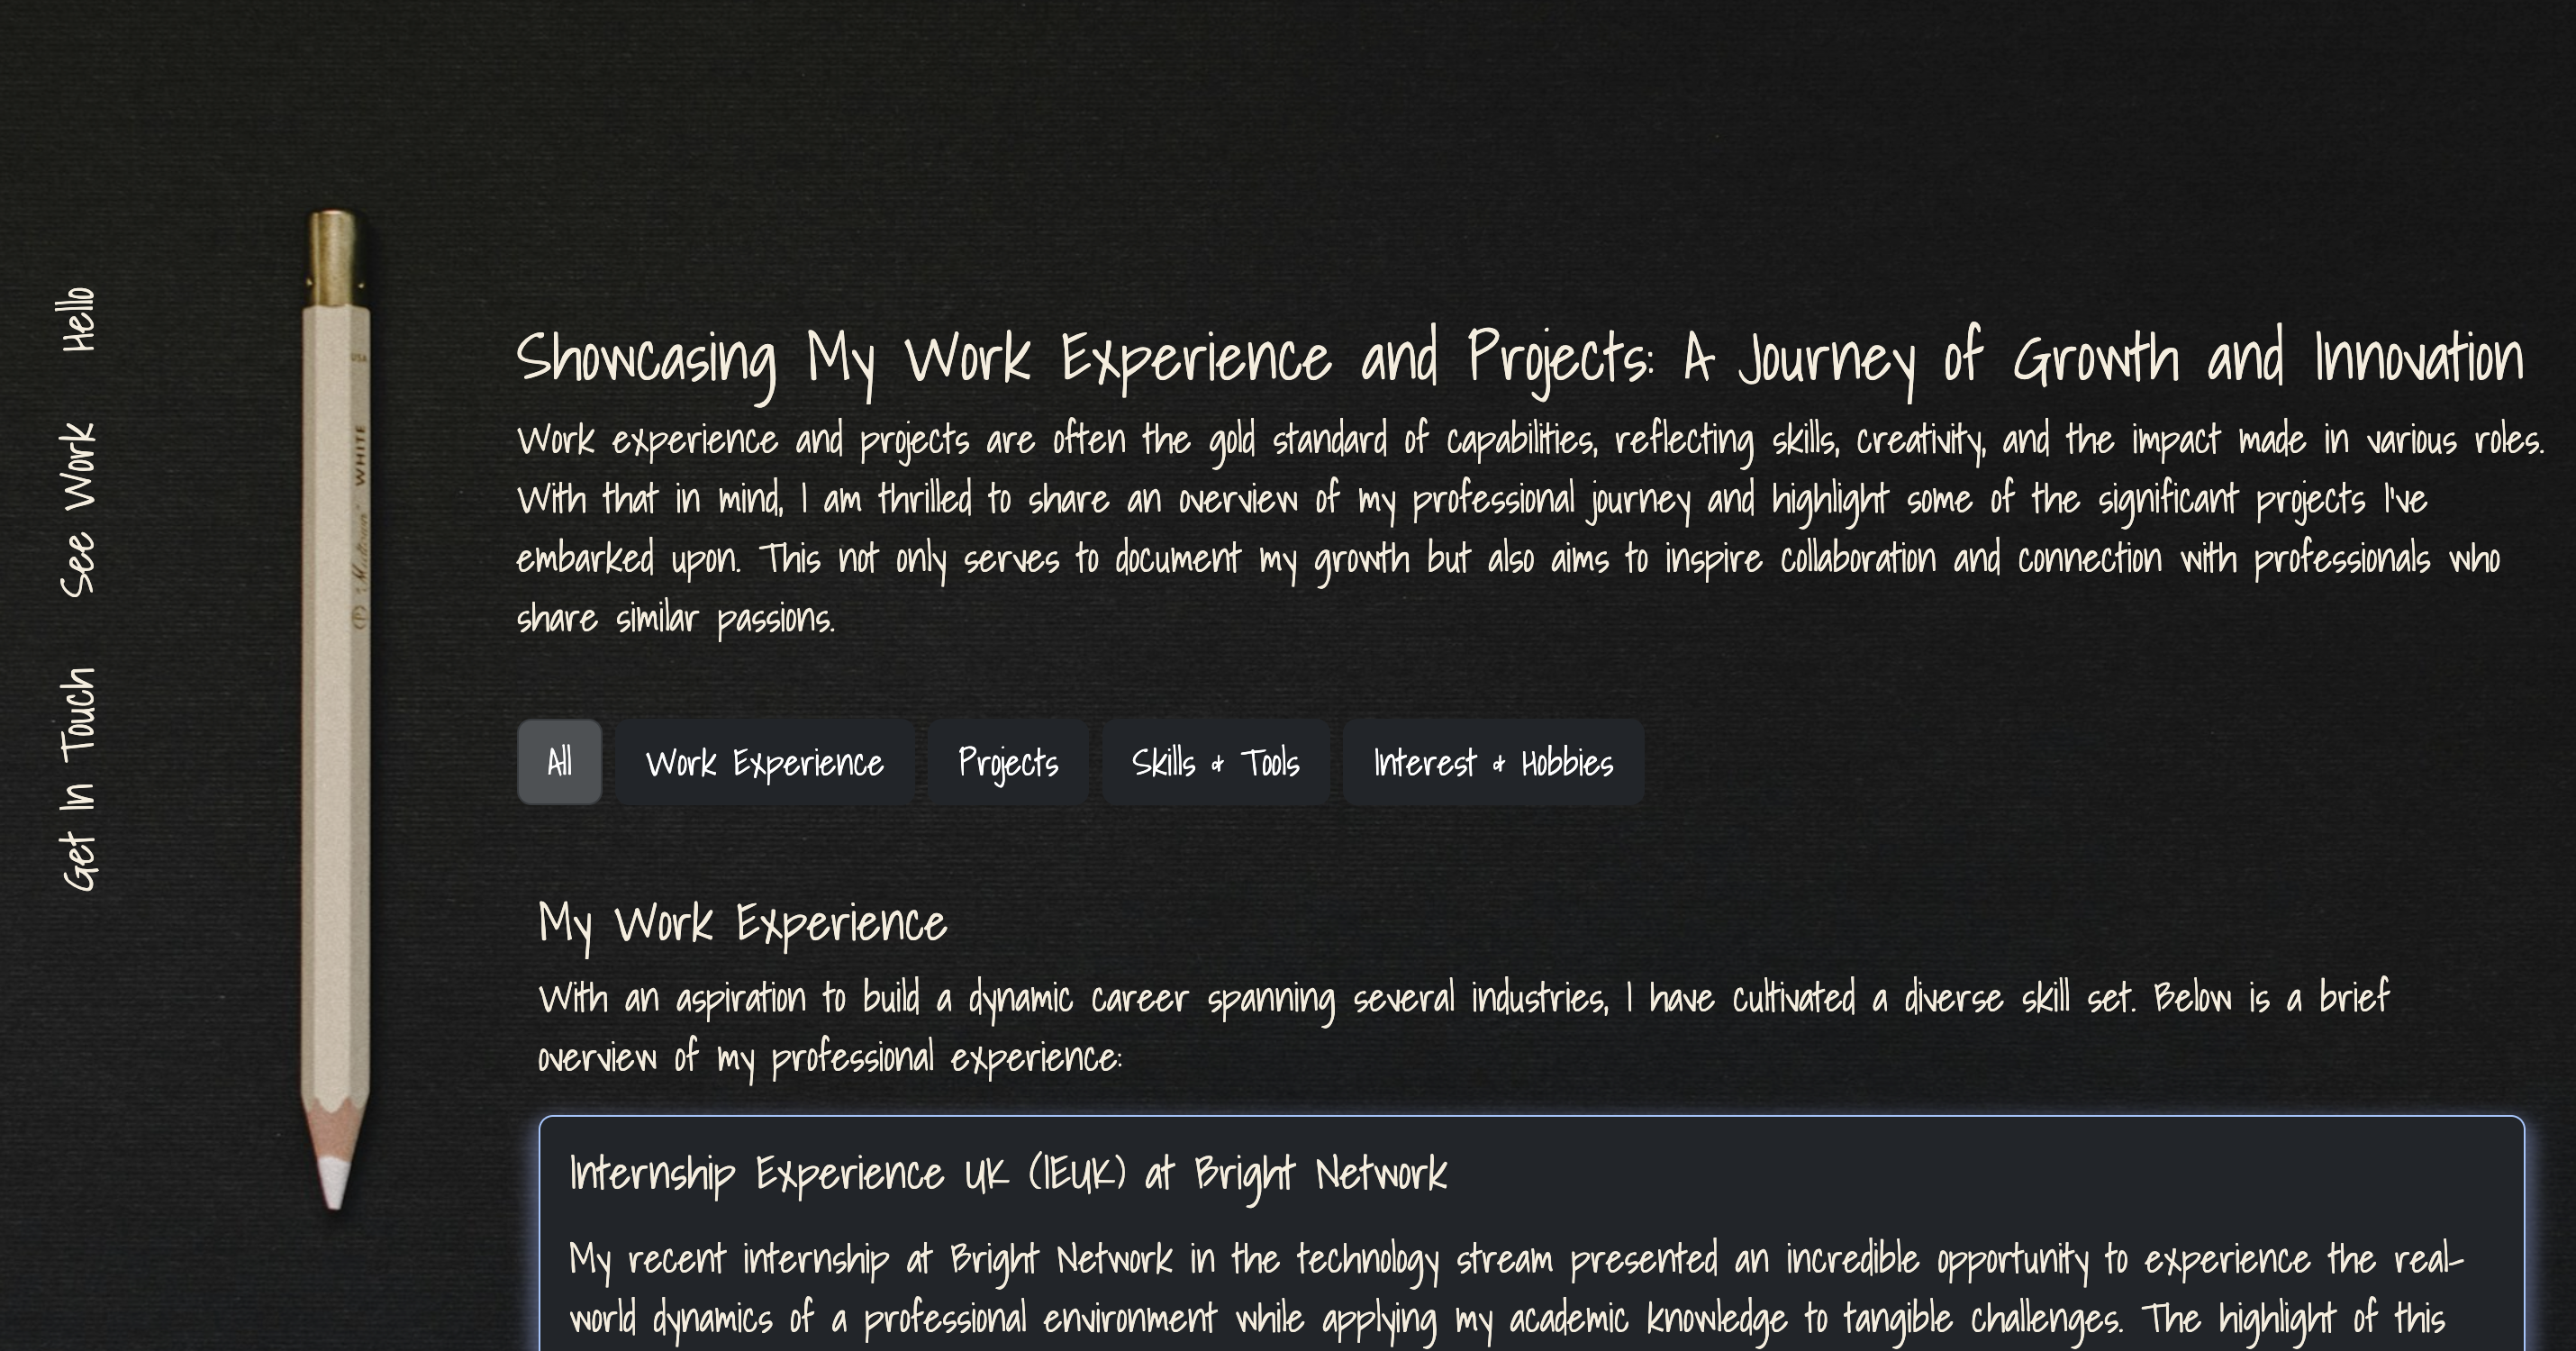 Hello
See Work
Get In Touch
USA
WHITE
Showcasing My Work Experience and Projects: A Journey of Growth and Innovation
Work experience and projects are often the gold standard of capabilities, reflecting skills, creativity, and the impact made in various roles.
With that in mind, I am thrilled to share an overview of my professional journey and highlight some of the significant projects I've
embarked upon. This not only serves to document my growth but also aims to inspire collaboration and connection with professionals who
share similar passions.
All
Work Experience
Projects
Skills & Tools
Interest & Hobbies
My Work Experience
With an aspiration to build a dynamic career spanning several industries, I have cultivated a diverse skill set. Below is a brief
overview of my professional experience:
Internship Experience UK (IEUK) at Bright Network
My recent internship at Bright Network in the technology stream presented an incredible opportunity to experience the real-
world dynamics of a professional environment while applying my academic knowledge to tangible challenges. The highlight of this